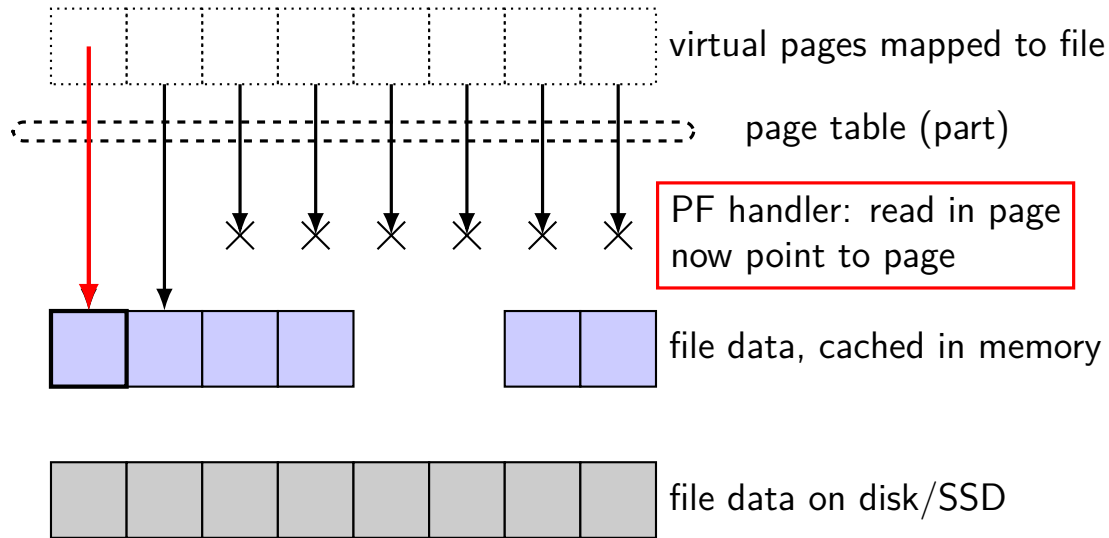 virtual pages mapped to file
page table (part)
PF handler: read in page
now point to page
file data, cached in memory
file data on disk/SSD